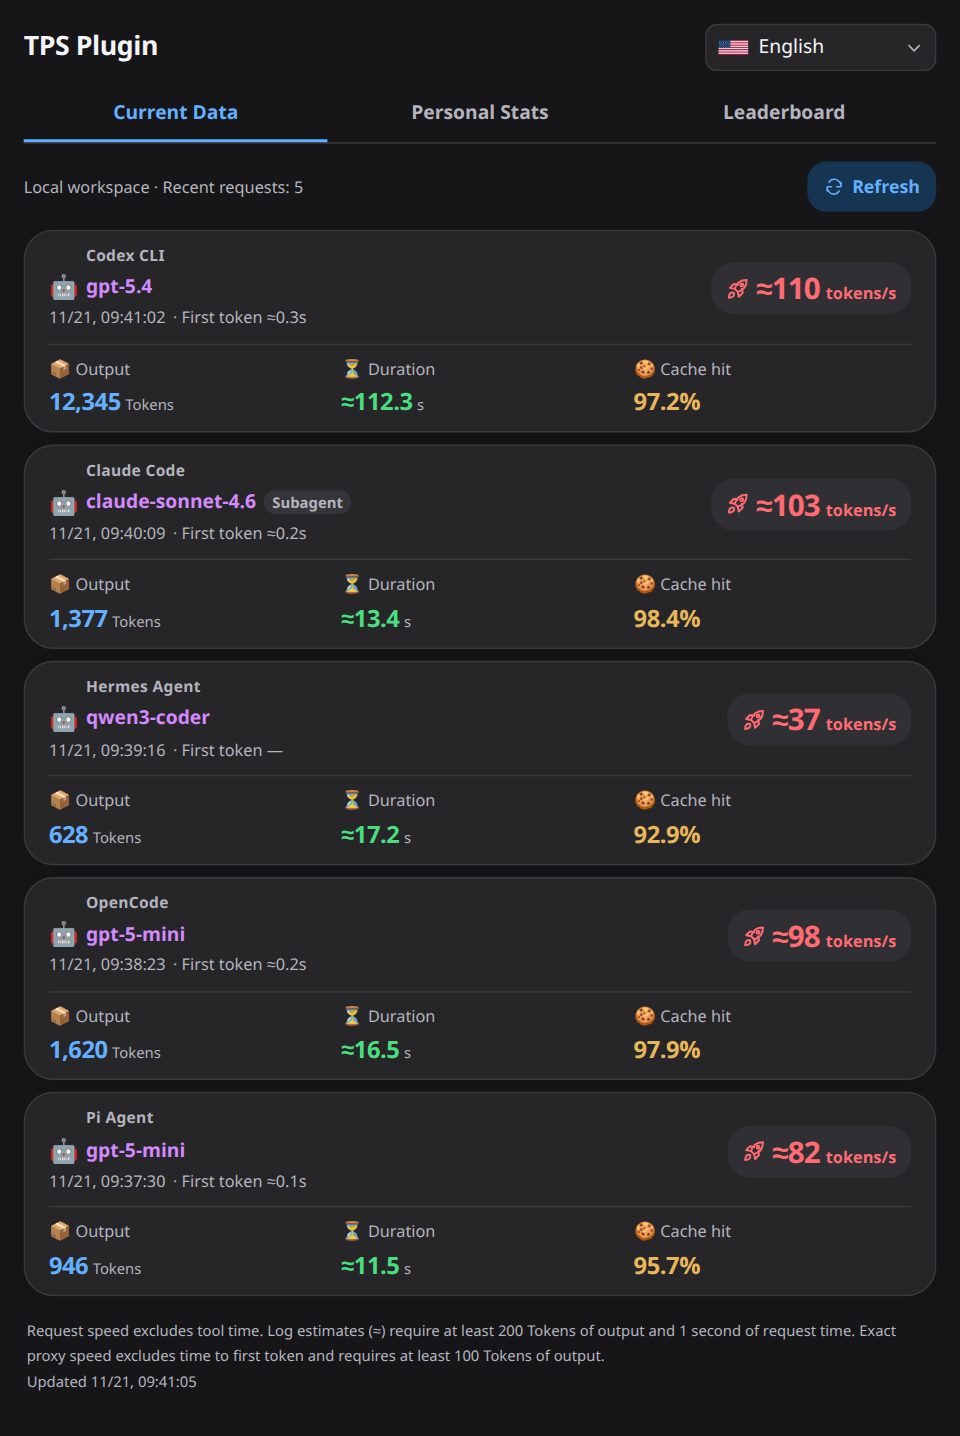 TPS Plugin
English
Current Data
Personal Stats
Leaderboard
Local workspace · Recent requests: 5
Refresh
Codex CLI
gpt-5.4
11/21, 09:41:02 · First token ≈0.3s
≈110 tokens/s
Output
Duration
Cache hit
12,345 Tokens
≈112.3 s
97.2%
Claude Code
claude-sonnet-4.6 Subagent
11/21, 09:40:09 · First token ≈0.2s
≈103 tokens/s
Output
Duration
Cache hit
1,377 Tokens
≈13.4 s
98.4%
Hermes Agent
qwen3-coder
11/21, 09:39:16 · First token —
≈37 tokens/s
Output
Duration
Cache hit
628 Tokens
≈17.2 s
92.9%
OpenCode
gpt-5-mini
11/21, 09:38:23 · First token ≈0.2s
≈98 tokens/s
Output
Duration
Cache hit
1,620 Tokens
≈16.5 s
97.9%
Pi Agent
gpt-5-mini
11/21, 09:37:30 · First token ≈0.1s
≈82 tokens/s
Output
Duration
Cache hit
946 Tokens
≈11.5 s
95.7%
Request speed excludes tool time. Log estimates (≈) require at least 200 Tokens of output and 1 second of request time. Exact
proxy speed excludes time to first token and requires at least 100 Tokens of output.
Updated 11/21, 09:41:05